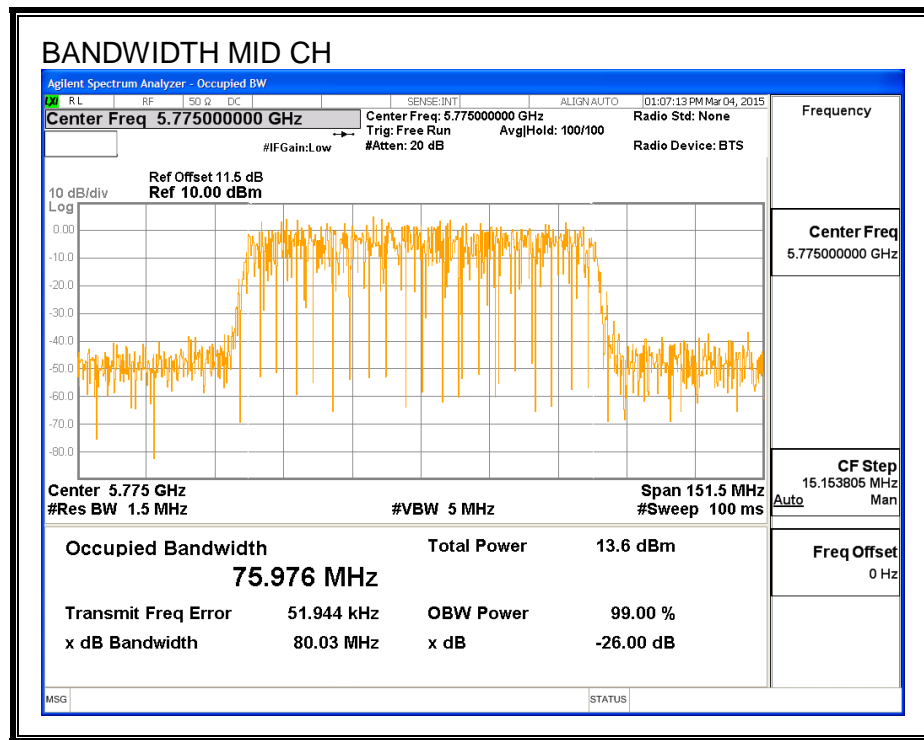 BANDWIDTH MID CH
Agilent Spectrum Analyzer - Occupied BW
LXI RL RF 50 Ω DC SENSE:INT ALIGN AUTO 01:07:13 PM Mar 04, 2015
Center Freq 5.775000000 GHz
Center Freq: 5.775000000 GHz
Radio Std: None
Trig: Free Run Avg|Hold: 100/100
#IFGain:Low #Atten: 20 dB Radio Device: BTS
Ref Offset 11.5 dB
10 dB/div Ref 10.00 dBm
Log
0.00
-10.0
-20.0
-30.0
-40.0
-50.0
-60.0
-70.0
-80.0
Center 5.775 GHz Span 151.5 MHz
#Res BW 1.5 MHz #VBW 5 MHz #Sweep 100 ms
Occupied Bandwidth Total Power 13.6 dBm
75.976 MHz
Transmit Freq Error 51.944 kHz OBW Power 99.00 %
x dB Bandwidth 80.03 MHz x dB -26.00 dB
MSG STATUS
Frequency
Center Freq
5.775000000 GHz
CF Step
15.153805 MHz
Auto Man
Freq Offset
0 Hz